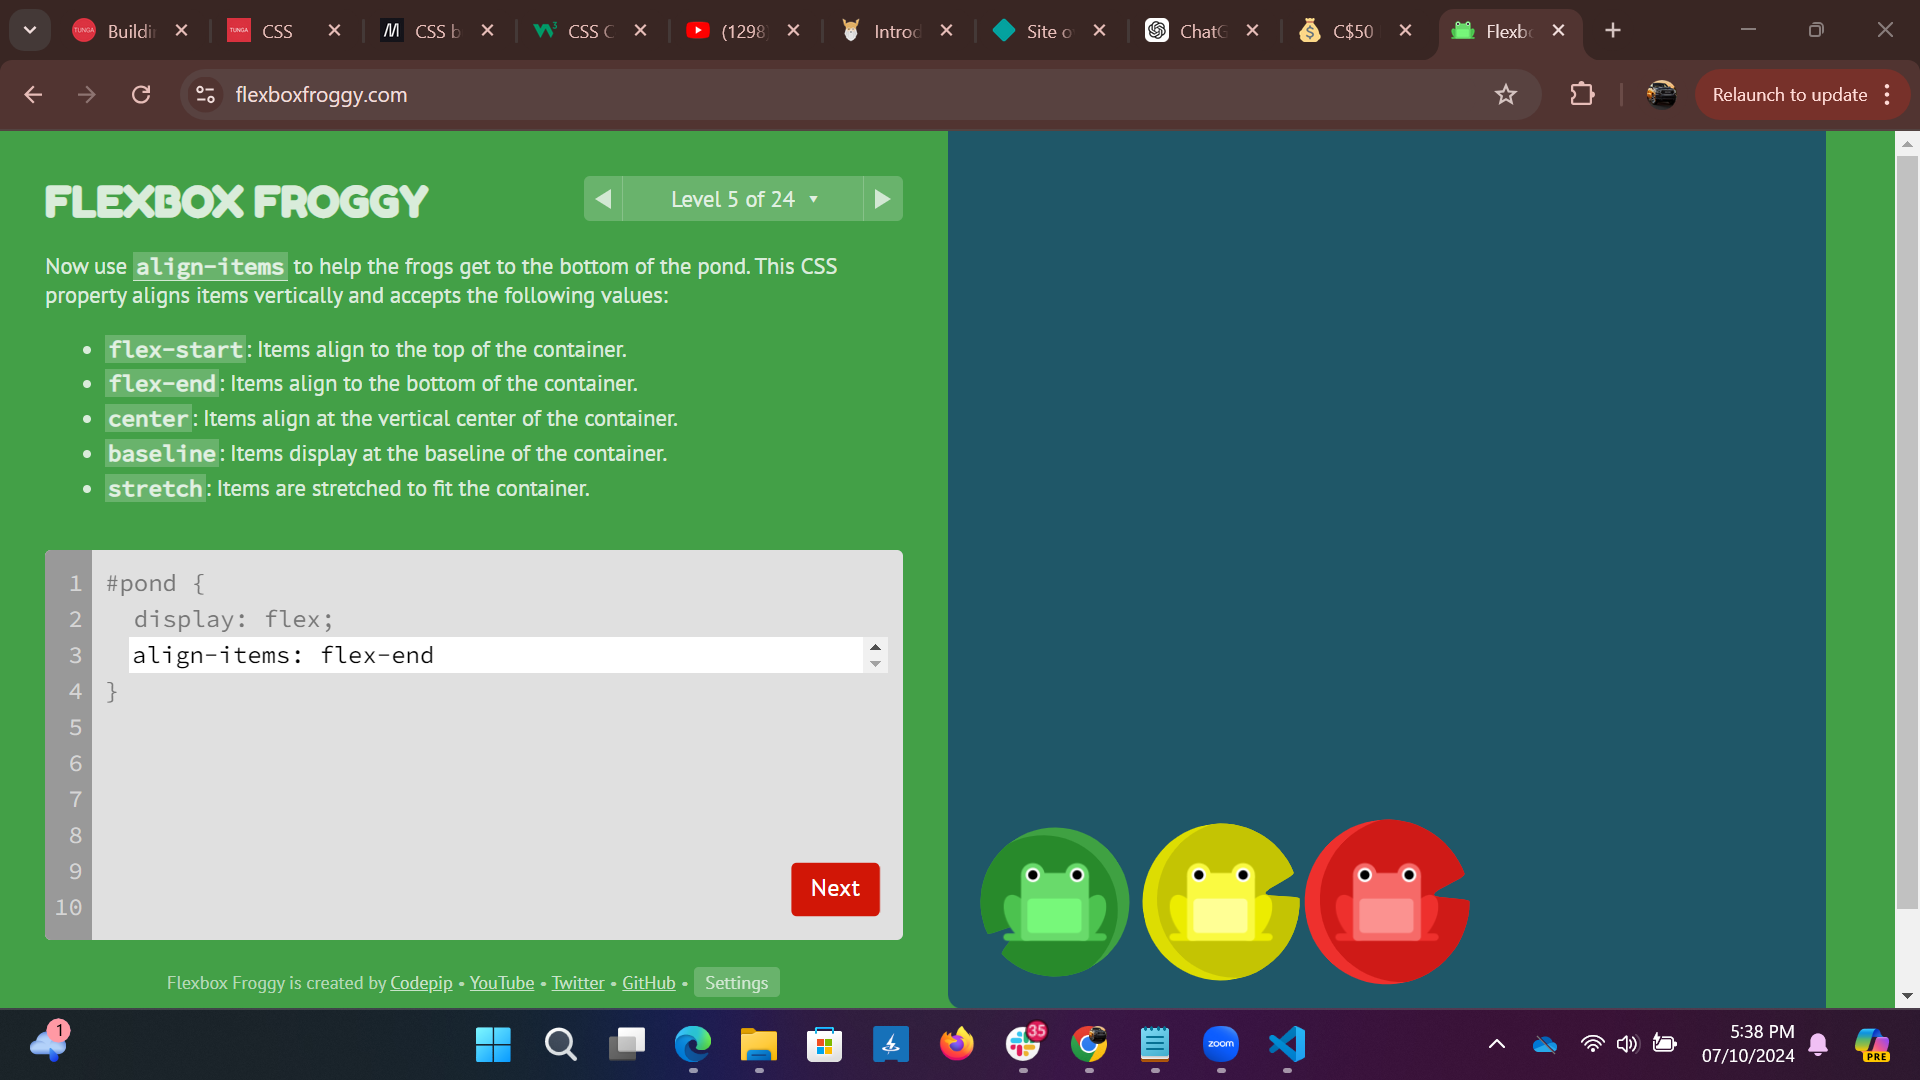 Buildin
CSS
CSS b
CSS C
(1298)
Introd
Site o
ChatG
C$50
Flexbo
flexboxfroggy.com
Relaunch to update
FLEXBOX FROGGY
Level 5 of 24
Now use align-items to help the frogs get to the bottom of the pond. This CSS
property aligns items vertically and accepts the following values:
flex-start: Items align to the top of the container.
flex-end: Items align to the bottom of the container.
center: Items align at the vertical center of the container.
baseline: Items display at the baseline of the container.
stretch: Items are stretched to fit the container.
1 #pond {
2 display: flex;
3 align-items: flex-end
4 }
5
6
7
8
9
10
Next
Flexbox Froggy is created by Codepip • YouTube • Twitter • GitHub • Settings
1
35
zoom
5:38 PM
07/10/2024
PRE